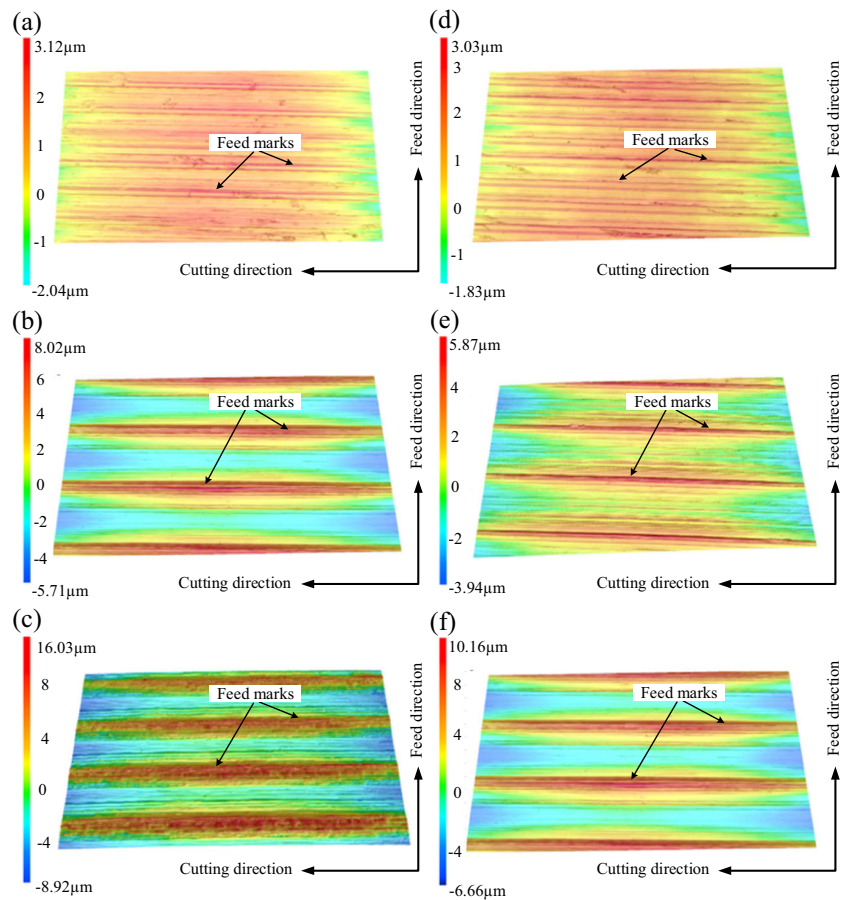 (a)
3.12μm
2
1
0
-1
-2.04μm
Feed marks
Cutting direction
Feed direction
(d)
3.03μm
3
2
1
0
-1
-1.83μm
Feed marks
Cutting direction
Feed direction
(b)
8.02μm
6
4
2
0
-2
-4
-5.71μm
Feed marks
Cutting direction
Feed direction
(e)
5.87μm
4
2
0
-2
-3.94μm
Feed marks
Cutting direction
Feed direction
(c)
16.03μm
8
4
0
-4
-8.92μm
Feed marks
Cutting direction
Feed direction
(f)
10.16μm
8
4
0
-4
-6.66μm
Feed marks
Cutting direction
Feed direction